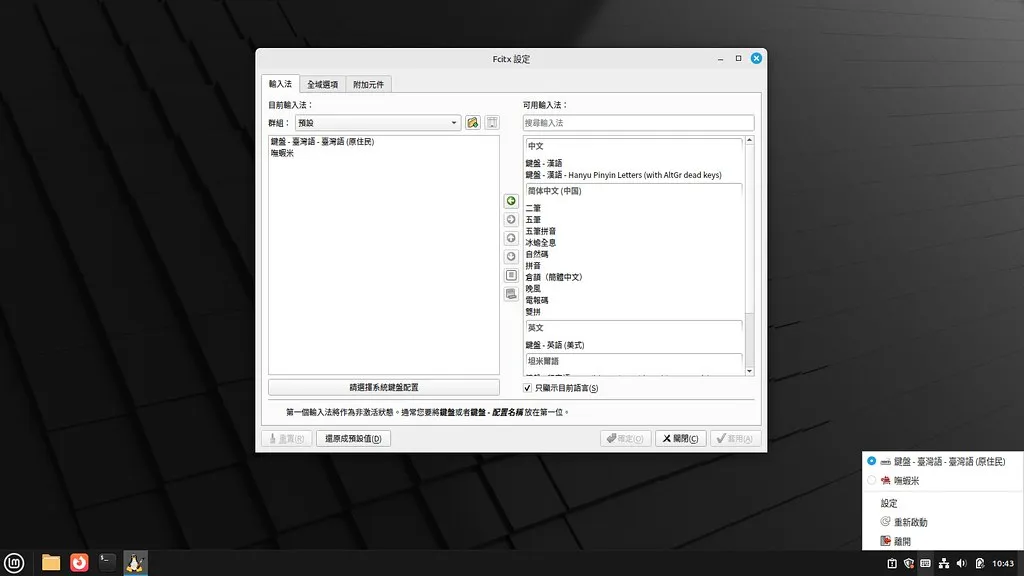 Fcitx 設定
輸入法
全域選項
附加元件
目前輸入法：
群組：
預設
鍵盤 - 臺灣語 - 臺灣語 (原住民)
嘸蝦米
請選擇系統鍵盤配置
可用輸入法：
搜尋輸入法
中文
鍵盤 - 漢語
鍵盤 - 漢語 - Hanyu Pinyin Letters (with AltGr dead keys)
简体中文 (中国)
二筆
五筆
五筆拼音
冰蟾全息
自然碼
拼音
倉頡（簡體中文）
晚風
電報碼
雙拼
英文
鍵盤 - 英語 (美式)
坦米爾語
只顯示目前語言(S)
第一個輸入法將作為非激活狀態。通常您要將鍵盤或者鍵盤 - 配置名稱 放在第一位。
重置(R)
還原成預設值(D)
確定(O)
關閉(C)
套用(A)
鍵盤 - 臺灣語 - 臺灣語 (原住民)
嘸蝦米
設定
重新啟動
離開
10:43